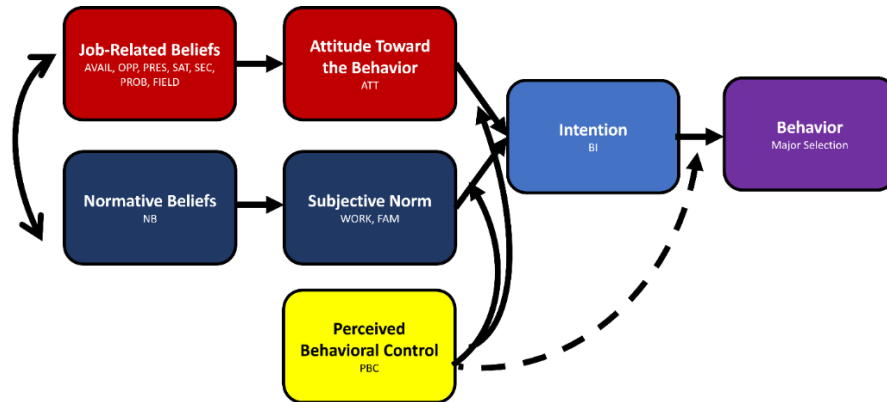 Job-Related Beliefs
AVAIL, OPP, PRES, SAT, SEC,
PROB, FIELD
Attitude Toward
the Behavior
ATT
Intention
BI
Behavior
Major Selection
Normative Beliefs
NB
Subjective Norm
WORK, FAM
Perceived
Behavioral Control
PBC